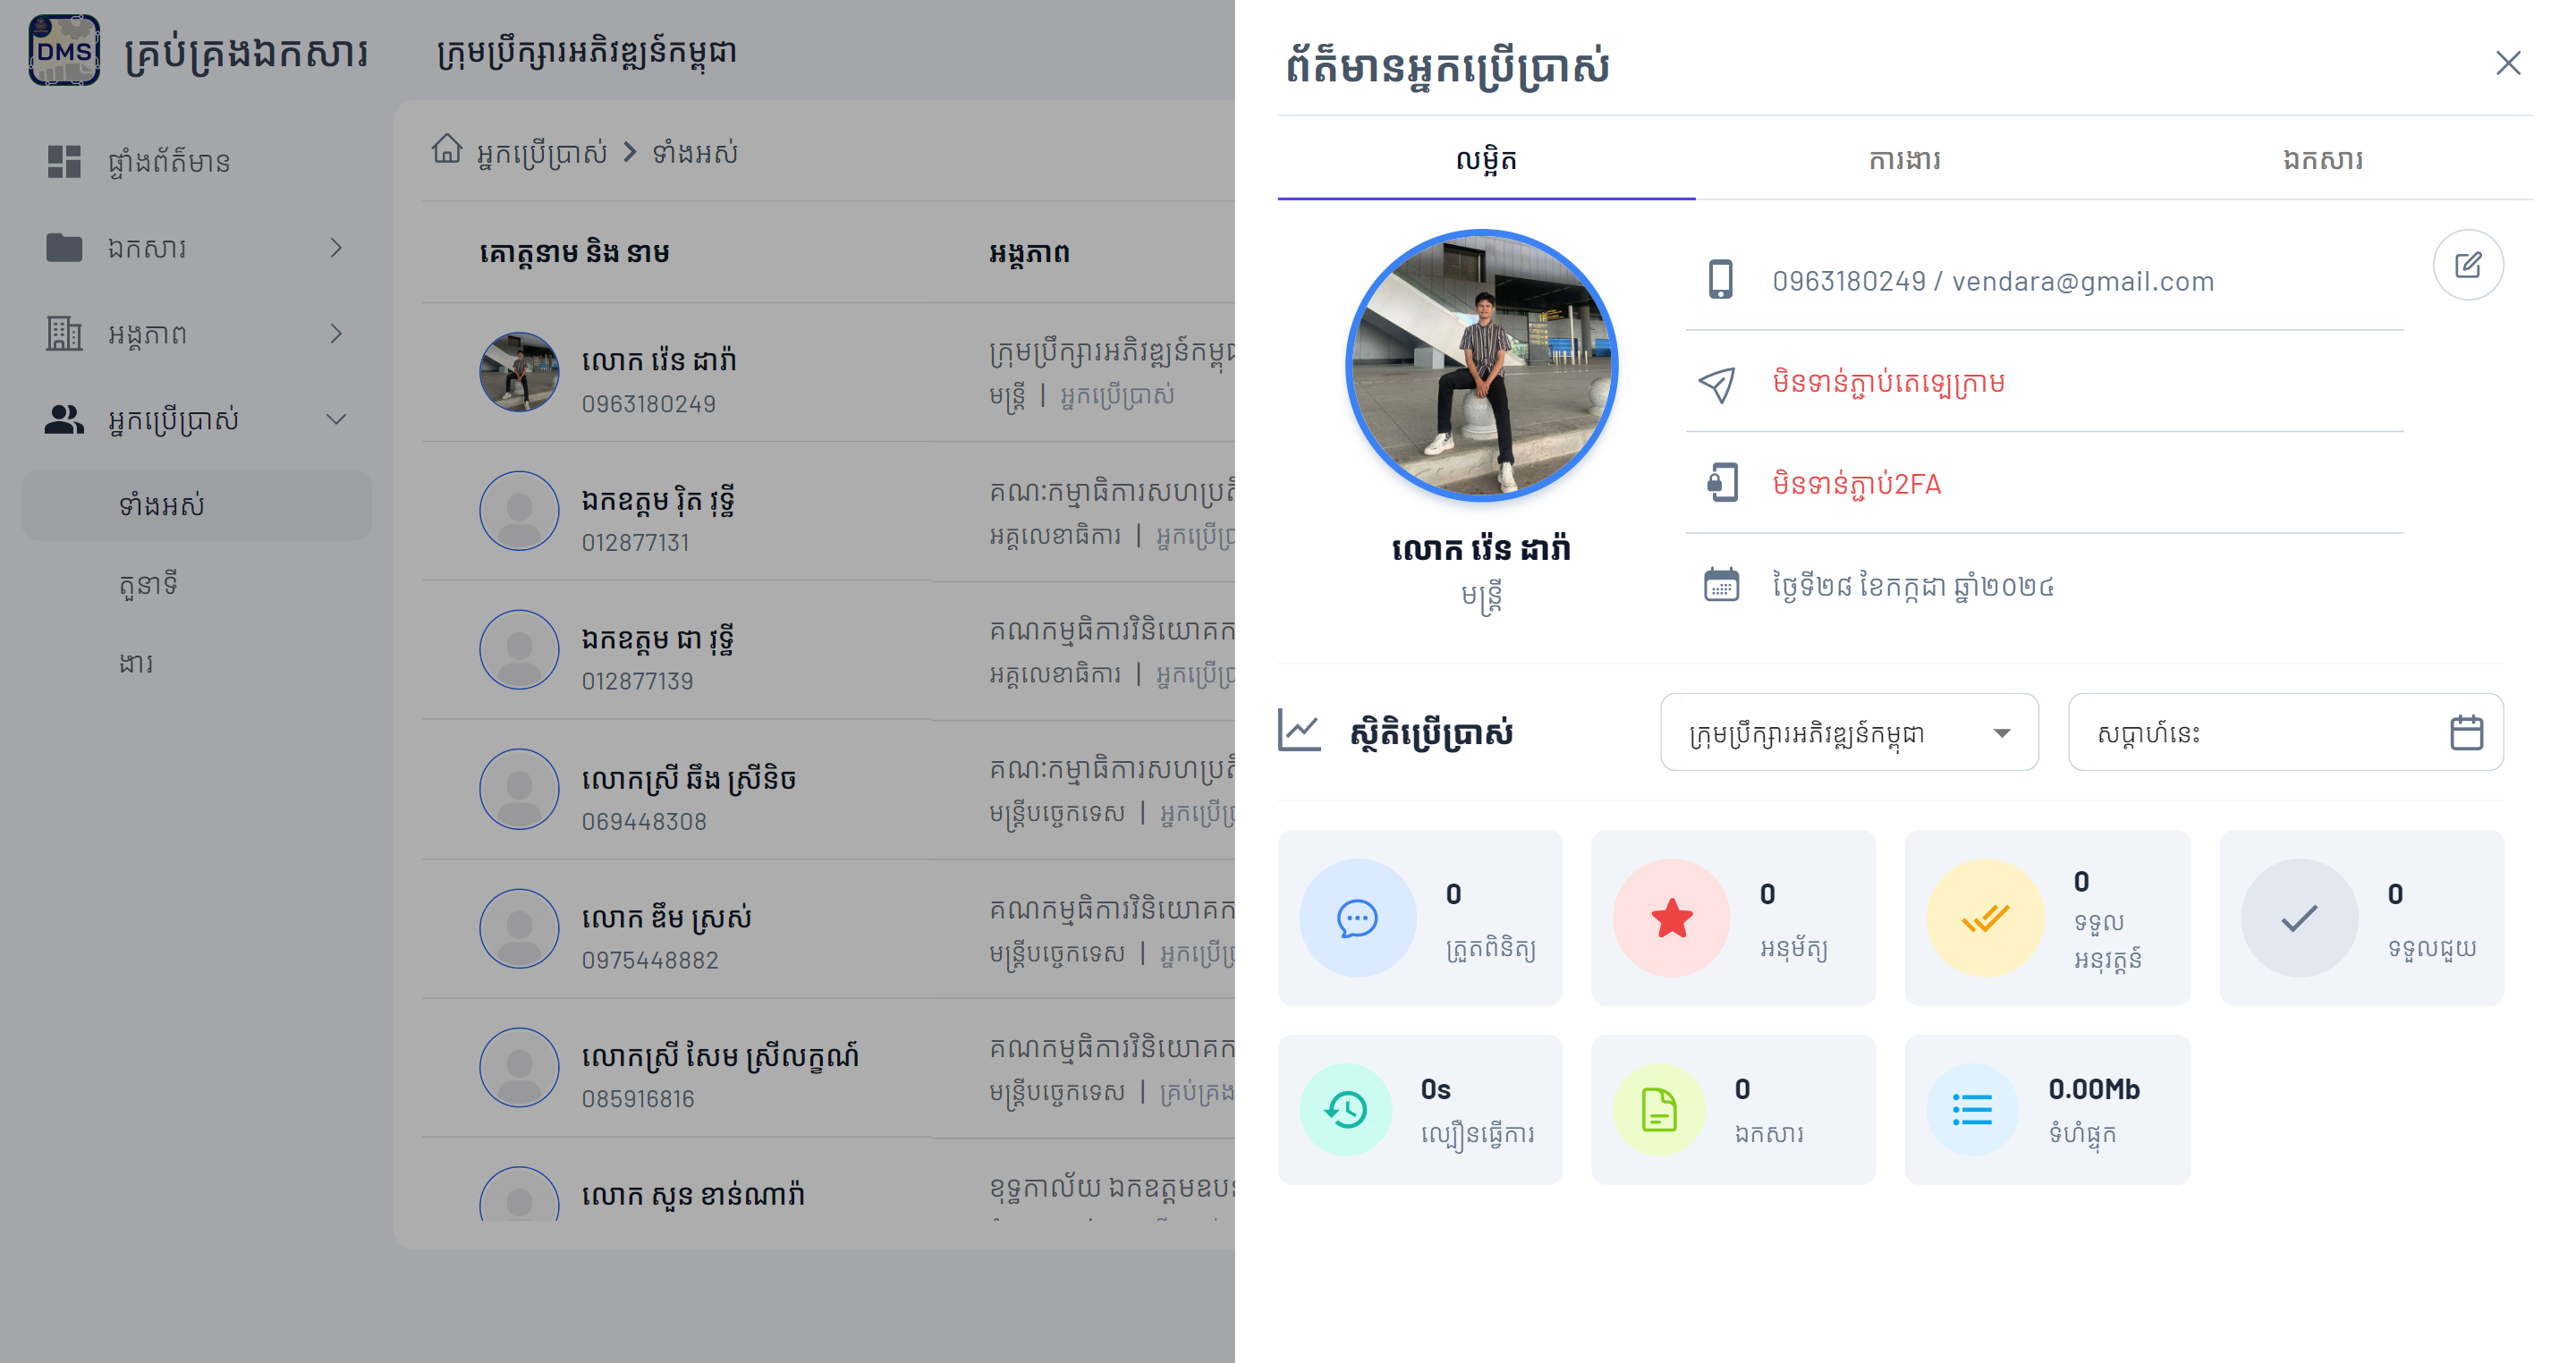 DMS
គ្រប់គ្រងឯកសារ
ក្រុមប្រឹក្សារអភិវឌ្ឍន៍កម្ពុជា
ផ្ទាំងព័ត៌មាន
ឯកសារ
អង្គភាព
អ្នកប្រើប្រាស់
ទាំងអស់
តួនាទី
ងារ
អ្នកប្រើប្រាស់ > ទាំងអស់
គោត្តនាម និង នាម
អង្គភាព
លោក វ៉េន ដារ៉ា
0963180249
ក្រុមប្រឹក្សារអភិវឌ្ឍន៍កម្ពុជ
មន្ត្រី | អ្នកប្រើប្រាស់
ឯកឧត្តម រ៉ិត វុទ្ធី
012877131
គណ:កម្មាធិការសហប្រតិ
អគ្គលេខាធិការ | អ្នកប្រើប្រ
ឯកឧត្តម ជា វុទ្ធី
012877139
គណកម្មធិការវិនិយោគក
អគ្គលេខាធិការ | អ្នកប្រើប្រ
លោកស្រី ឆឹង ស្រីនិច
069448308
គណ:កម្មាធិការសហប្រតិ
មន្ត្រីបច្ចេកទេស | អ្នកប្រើប្រ
លោក ឌឹម ស្រស់
0975448882
គណកម្មធិការវិនិយោគក
មន្ត្រីបច្ចេកទេស | អ្នកប្រើប្រ
លោកស្រី សៃម ស្រីលក្ខណ៍
085916816
គណកម្មធិការវិនិយោគក
មន្ត្រីបច្ចេកទេស | គ្រប់គ្រង
លោក សួន ខាន់ណារ៉ា
ខុទ្ធកាល័យ ឯកឧត្តមឧប
ព័ត៌មានអ្នកប្រើប្រាស់
លម្អិត
ការងារ
ឯកសារ
0963180249 / vendara@gmail.com
មិនទាន់ភ្ជាប់តេឡេក្រាម
មិនទាន់ភ្ជាប់2FA
ថ្ងៃទី២៨ ខែកក្កដា ឆ្នាំ២០២៤
លោក វ៉េន ដារ៉ា
មន្ត្រី
ស្ថិតិប្រើប្រាស់
ក្រុមប្រឹក្សារអភិវឌ្ឍន៍កម្ពុជា
សប្តាហ៍នេះ
0
ត្រួតពិនិត្យ
0
អនុម័ត្យ
0
ទទួល
អនុវត្តន៍
0
ទទួលជួយ
0s
ល្បឿនធ្វើការ
0
ឯកសារ
0.00Mb
ទំហំផ្ទុក